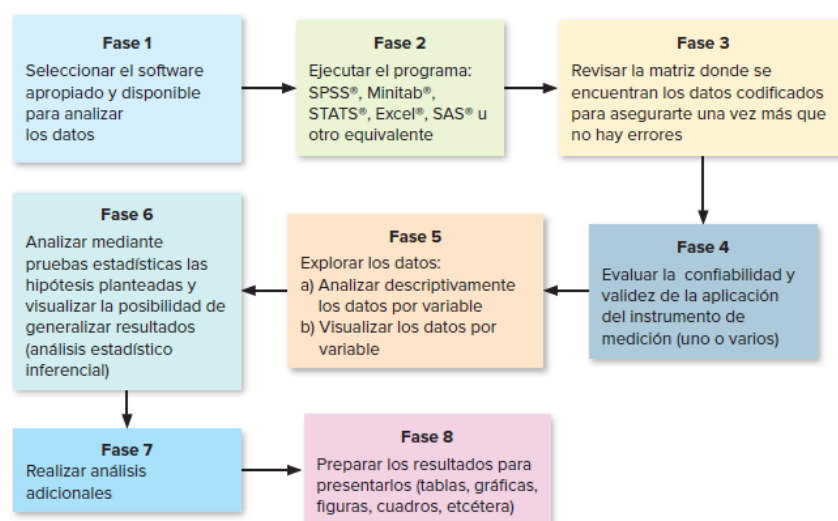 Fase 1
Seleccionar el software
apropiado y disponible
para analizar
los datos
Fase 2
Ejecutar el programa:
SPSS®, Minitab®,
STATS®, Excel®, SAS® u
otro equivalente
Fase 3
Revisar la matriz donde se
encuentran los datos codificados
para asegurarte una vez más que
no hay errores
Fase 4
Evaluar la confiabilidad y
validez de la aplicación
del instrumento de
medición (uno o varios)
Fase 5
Explorar los datos:
a) Analizar descriptivamente
los datos por variable
b) Visualizar los datos por
variable
Fase 6
Analizar mediante
pruebas estadísticas las
hipótesis planteadas y
visualizar la posibilidad de
generalizar resultados
(análisis estadístico
inferencial)
Fase 7
Realizar análisis
adicionales
Fase 8
Preparar los resultados para
presentarlos (tablas, gráficas,
figuras, cuadros, etcétera)